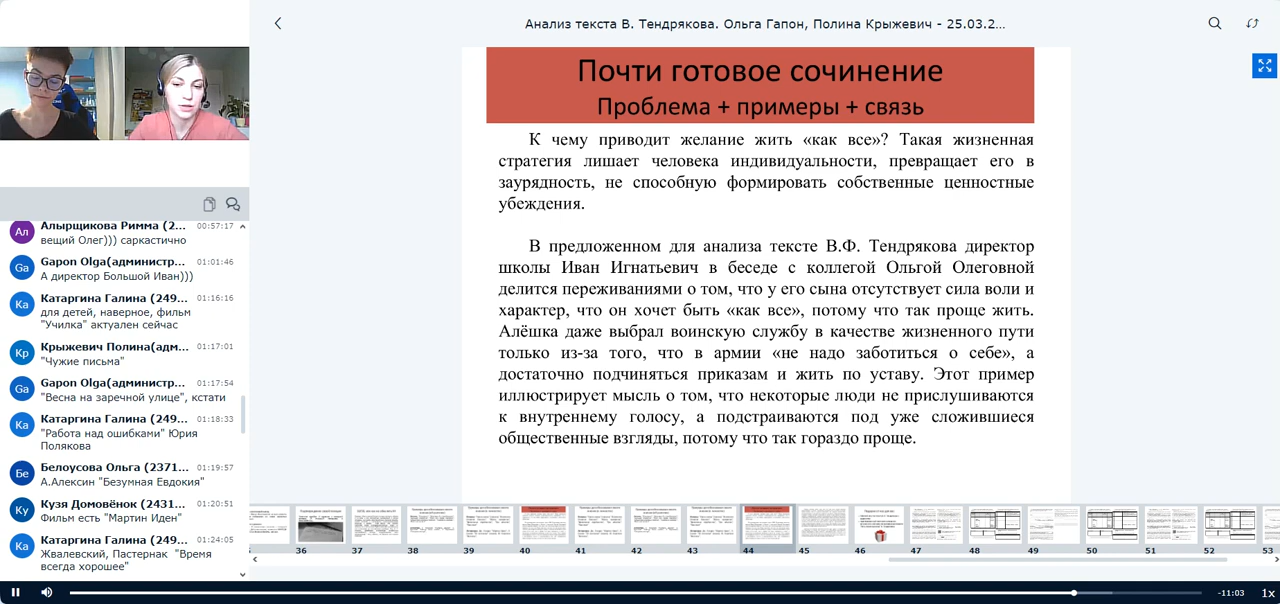 Анализ текста В. Тендрякова. Ольга Гапон, Полина Крыжевич - 25.03.2...
Почти готовое сочинение
Проблема + примеры + связь
К чему приводит желание жить «как все»? Такая жизненная
стратегия лишает человека индивидуальности, превращает его в
заурядность, не способную формировать собственные ценностные
убеждения.
В предложенном для анализа тексте В.Ф. Тендрякова директор
школы Иван Игнатьевич в беседе с коллегой Ольгой Олеговной
делится переживаниями о том, что у его сына отсутствует сила воли и
характер, что он хочет быть «как все», потому что так проще жить.
Алёшка даже выбрал воинскую службу в качестве жизненного пути
только из-за того, что в армии «не надо заботиться о себе», а
достаточно подчиняться приказам и жить по уставу. Этот пример
иллюстрирует мысль о том, что некоторые люди не прислушиваются
к внутреннему голосу, а подстраиваются под уже сложившиеся
общественные взгляды, потому что так гораздо проще.
Ал Алырщикова Римма (2... 00:57:17
вещий Олег))) саркастично
Ga Gapon Olga(администр... 01:01:46
А директор Большой Иван)))
Ка Катаргина Галина (249... 01:16:16
для детей, наверное, фильм
"Училка" актуален сейчас
Кр Крыжевич Полина(адм... 01:17:01
"Чужие письма"
Ga Gapon Olga(администр... 01:17:54
"Весна на заречной улице", кстати
Ка Катаргина Галина (249... 01:18:33
"Работа над ошибками" Юрия
Полякова
Бе Белоусова Ольга (2371... 01:19:57
А.Алексин "Безумная Евдокия"
Ку Кузя Домовёнок (2431... 01:20:51
Фильм есть "Мартин Иден"
Ка Катаргина Галина (249... 01:24:05
Жвалевский, Пастернак "Время
всегда хорошее"
36 37 38 39 40 41 42 43 44 45 46 47 48 49 50 51 52 53
-11:03 1x